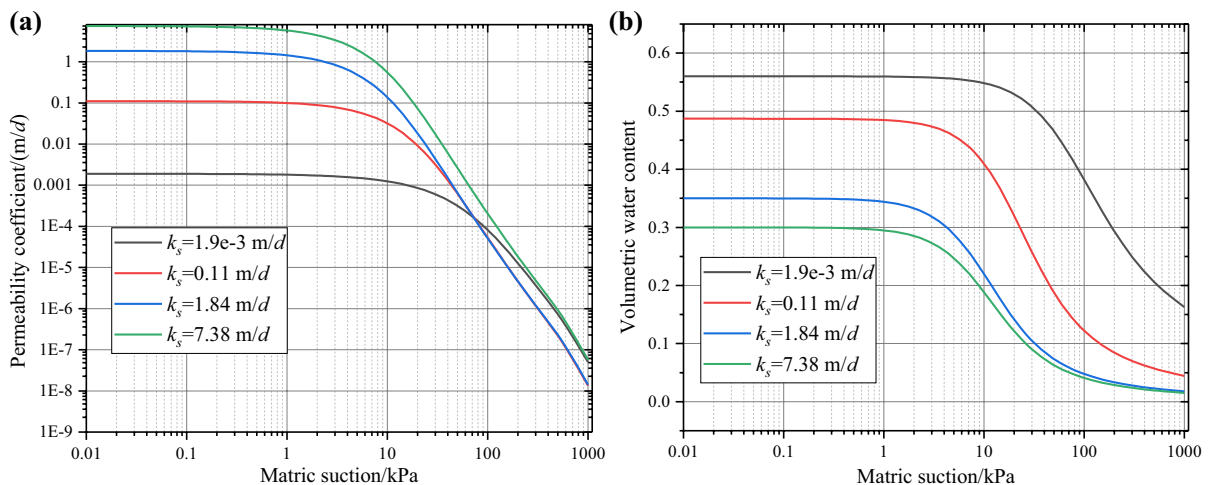 (a)
Permeability coefficient/(m/d)
1
0.1
0.01
0.001
1E-4
1E-5
1E-6
1E-7
1E-8
1E-9
k_s=1.9e-3 m/d
k_s=0.11 m/d
k_s=1.84 m/d
k_s=7.38 m/d
0.01 0.1 1 10 100 1000
Matric suction/kPa
(b)
Volumetric water content
0.6
0.5
0.4
0.3
0.2
0.1
0.0
k_s=1.9e-3 m/d
k_s=0.11 m/d
k_s=1.84 m/d
k_s=7.38 m/d
0.01 0.1 1 10 100 1000
Matric suction/kPa